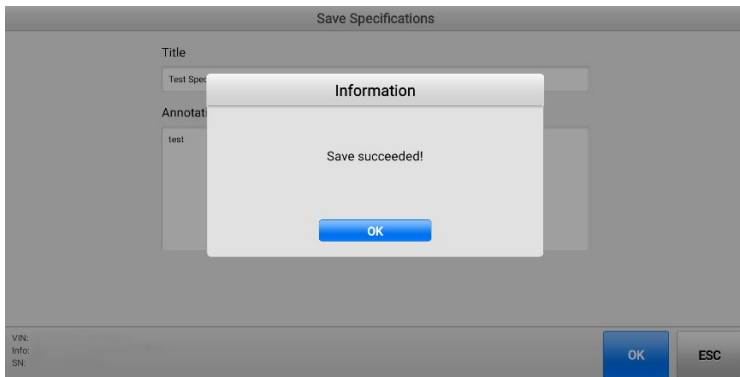 Save Specifications
Title
Test Spec
Information
Annotati
test
Save succeeded!
OK
VIN:
Info:
SN:
OK
ESC